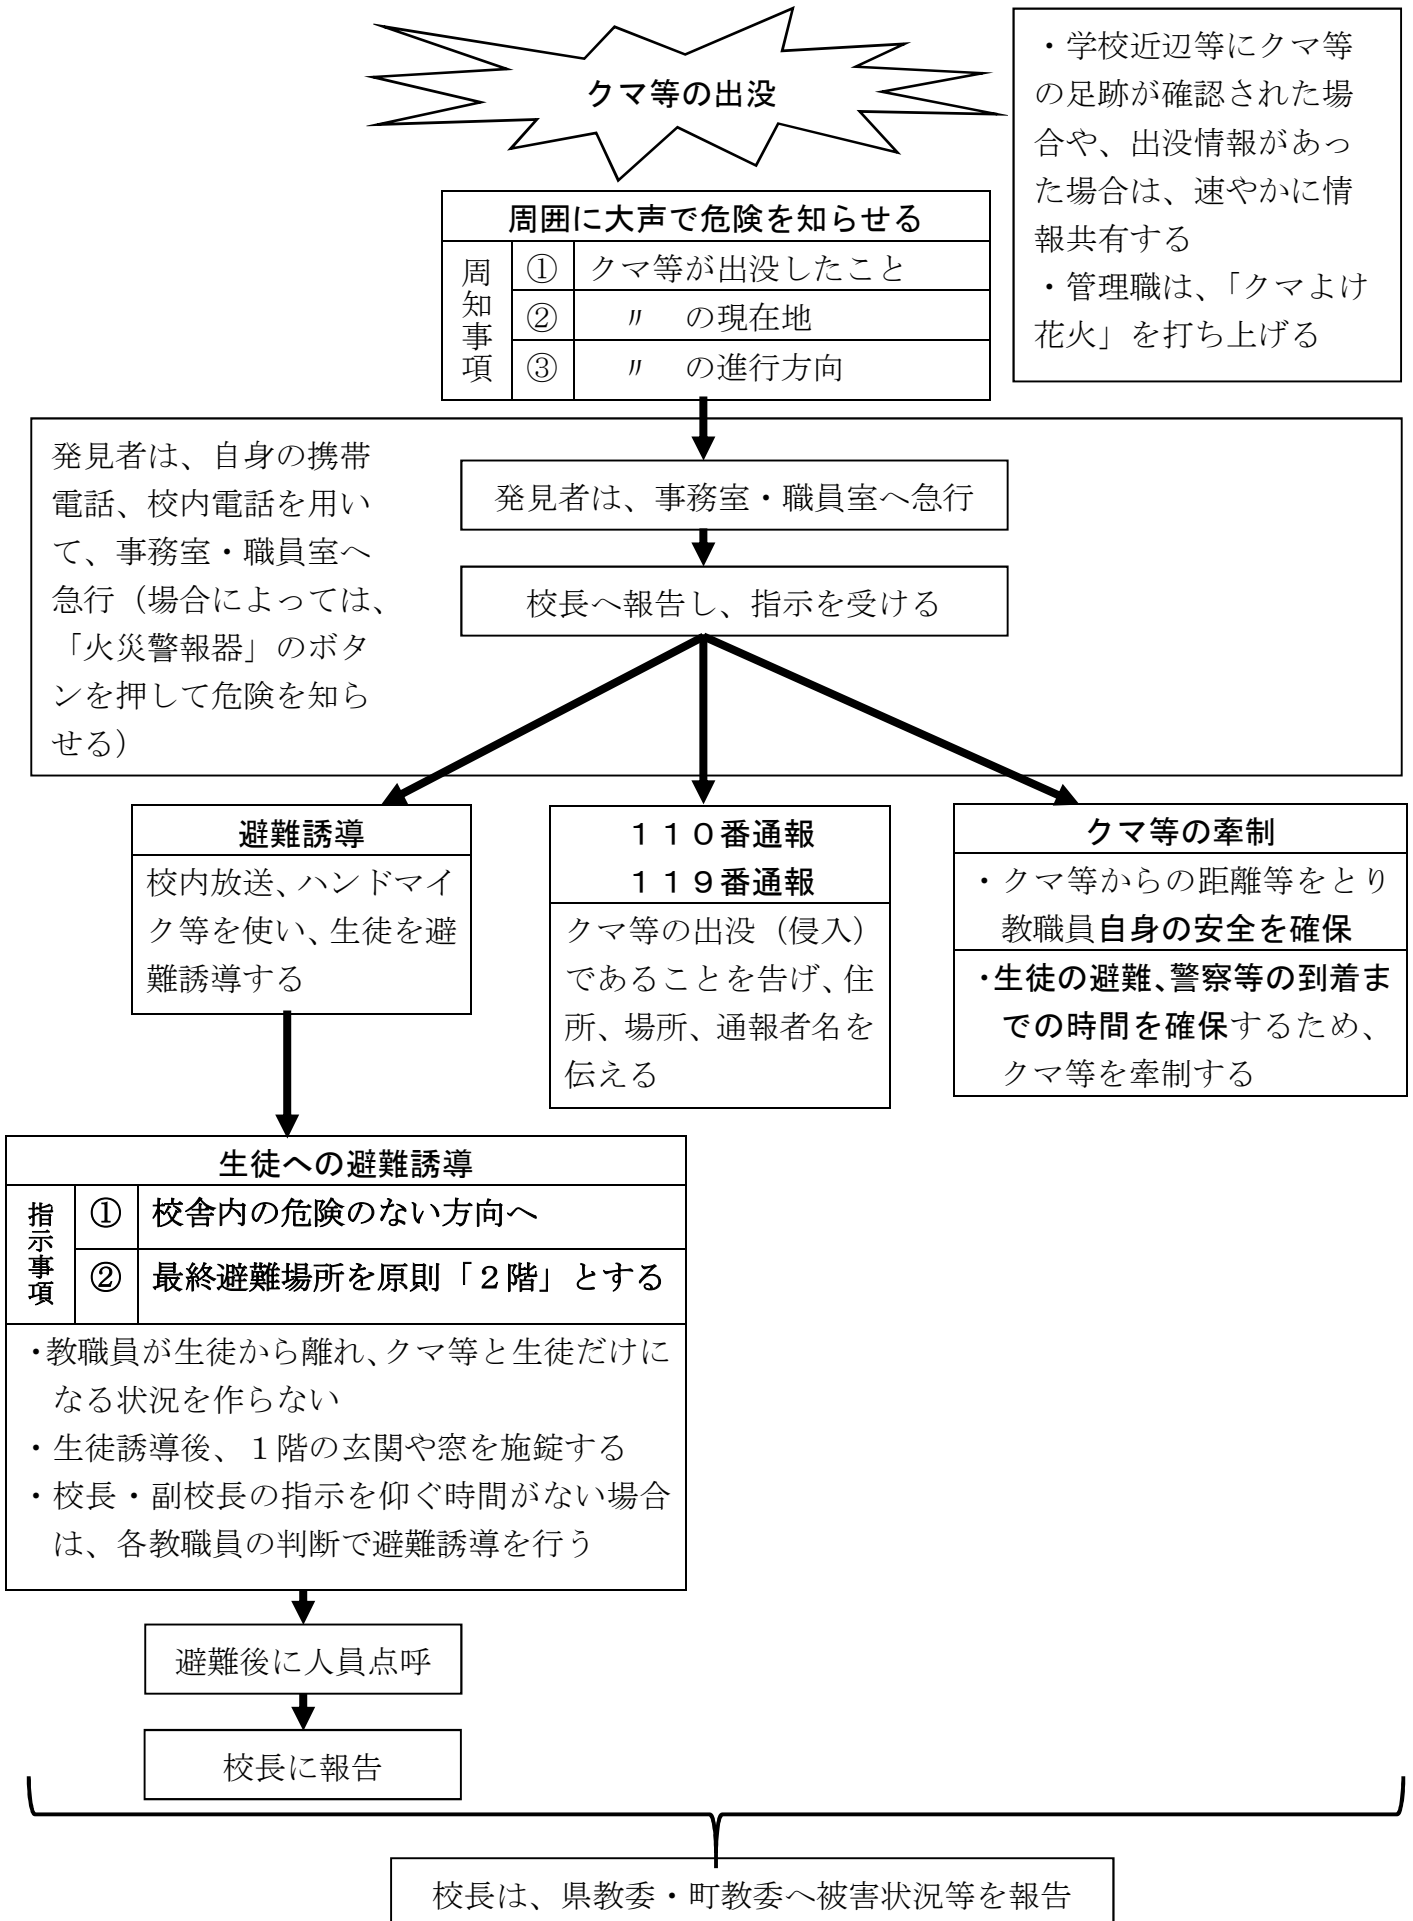 クマ等の出没
・学校近辺等にクマ等
の足跡が確認された場
合や、出没情報があっ
た場合は、速やかに情
報共有する
・管理職は、「クマよけ
花火」を打ち上げる
周囲に大声で危険を知らせる
周知事項
① クマ等が出没したこと
② 〃 の現在地
③ 〃 の進行方向
発見者は、自身の携帯
電話、校内電話を用い
て、事務室・職員室へ
急行（場合によっては、
「火災警報器」のボタ
ンを押して危険を知ら
せる）
発見者は、事務室・職員室へ急行
校長へ報告し、指示を受ける
避難誘導
校内放送、ハンドマイ
ク等を使い、生徒を避
難誘導する
１１０番通報
１１９番通報
クマ等の出没（侵入）
であることを告げ、住
所、場所、通報者名を
伝える
クマ等の牽制
・クマ等からの距離等をとり
教職員自身の安全を確保
・生徒の避難、警察等の到着ま
での時間を確保するため、
クマ等を牽制する
生徒への避難誘導
指示事項
① 校舎内の危険のない方向へ
② 最終避難場所を原則「２階」とする
・教職員が生徒から離れ、クマ等と生徒だけに
なる状況を作らない
・生徒誘導後、１階の玄関や窓を施錠する
・校長・副校長の指示を仰ぐ時間がない場合
は、各教職員の判断で避難誘導を行う
避難後に人員点呼
校長に報告
校長は、県教委・町教委へ被害状況等を報告